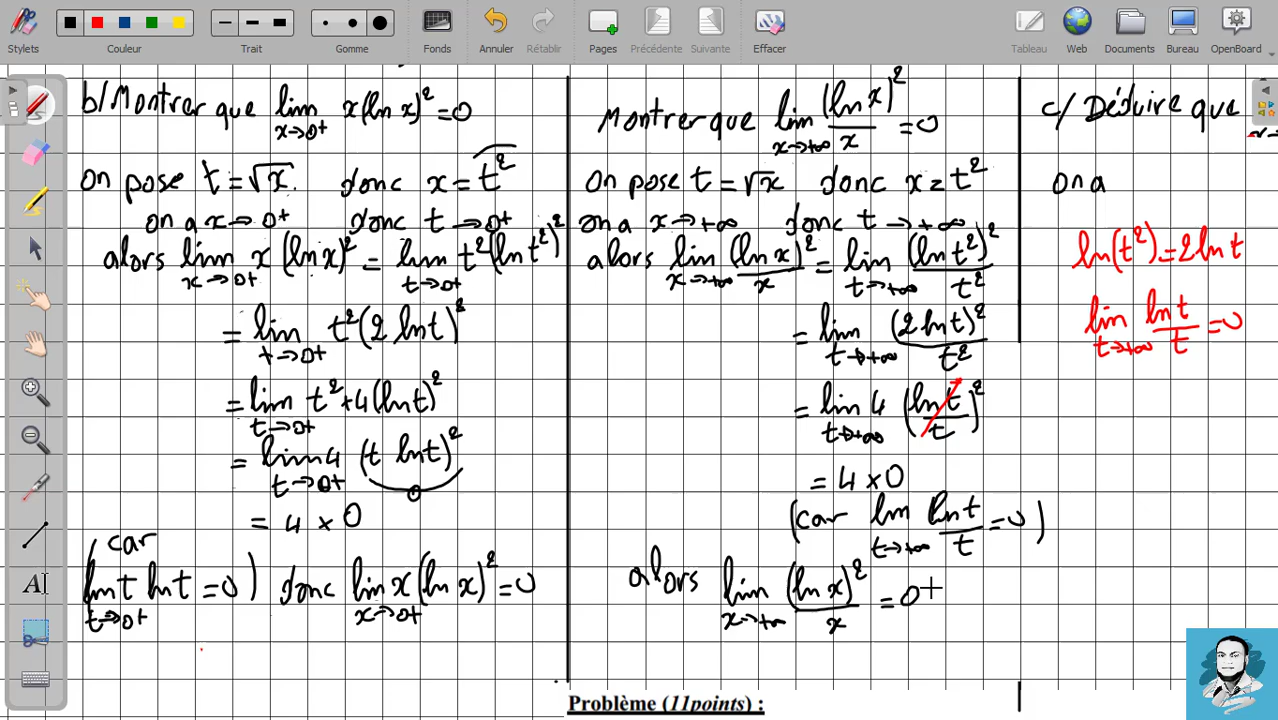 Stylets Couleur Trait Gomme Fonds Annuler Rétablir Pages Précédente Suivante Effacer Tableau Web Documents Bureau OpenBoard
b/ Montrer que lim x→0+ x(ln x)² = 0
on pose t = √x. donc x = t²
on a x → 0+ donc t → 0+
alors lim x→0+ x (ln x)² = lim t→0+ t² (ln t²)²
= lim t→0+ t² (2 ln t)²
= lim t→0+ t² * 4 (ln t)²
= lim t→0+ 4 (t ln t)²
0
= 4 × 0
( car
lim t→0+ t ln t = 0 ) donc lim x→0+ x (ln x)² = 0
Montrer que lim x→+∞ (ln x)²/x = 0
on pose t = √x donc x = t²
on a x → +∞ donc t → +∞
alors lim x→+∞ (ln x)²/x = lim t→+∞ (ln t²)²/t²
= lim t→+∞ (2 ln t)²/t²
= lim t→+∞ 4 (ln t/t)²
= 4 × 0
(car lim t→+∞ ln t/t = 0 )
alors lim x→+∞ (ln x)²/x = 0+
c/ Déduire que
on a
ln(t²) = 2 ln t
lim t→+∞ ln t/t = 0
Problème (11points) :